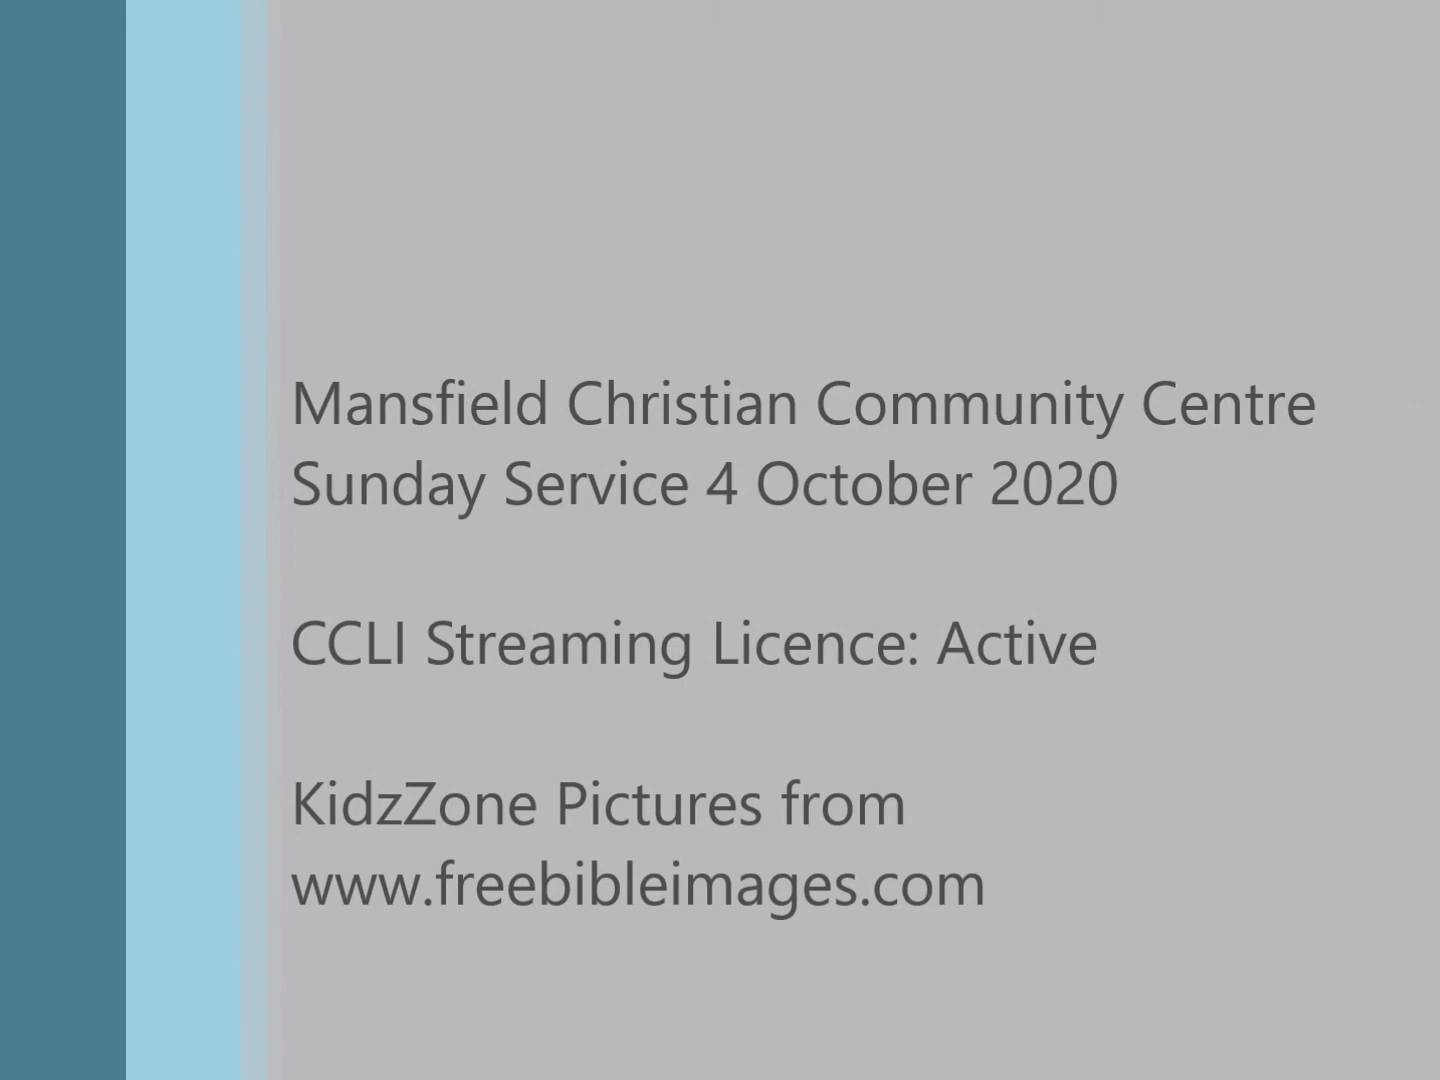 Mansfield Christian Community Centre
Sunday Service 4 October 2020
CCLI Streaming Licence: Active
KidzZone Pictures from
www.freebibleimages.com